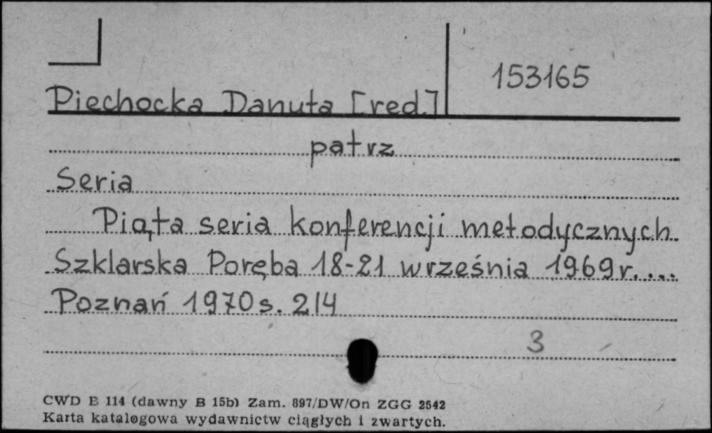 153165
Piechocka Danuta [red.]
patrz
Seria
Piąta seria konferencji metodycznych
Szklarska Poręba 18-21 września 1969r....
Poznań 1970 s. 214
3
CWD B 114 (dawny B 15b) Zam. 897/DW/On ZGG 2542
Karta katalogowa wydawnictw ciągłych i zwartych.